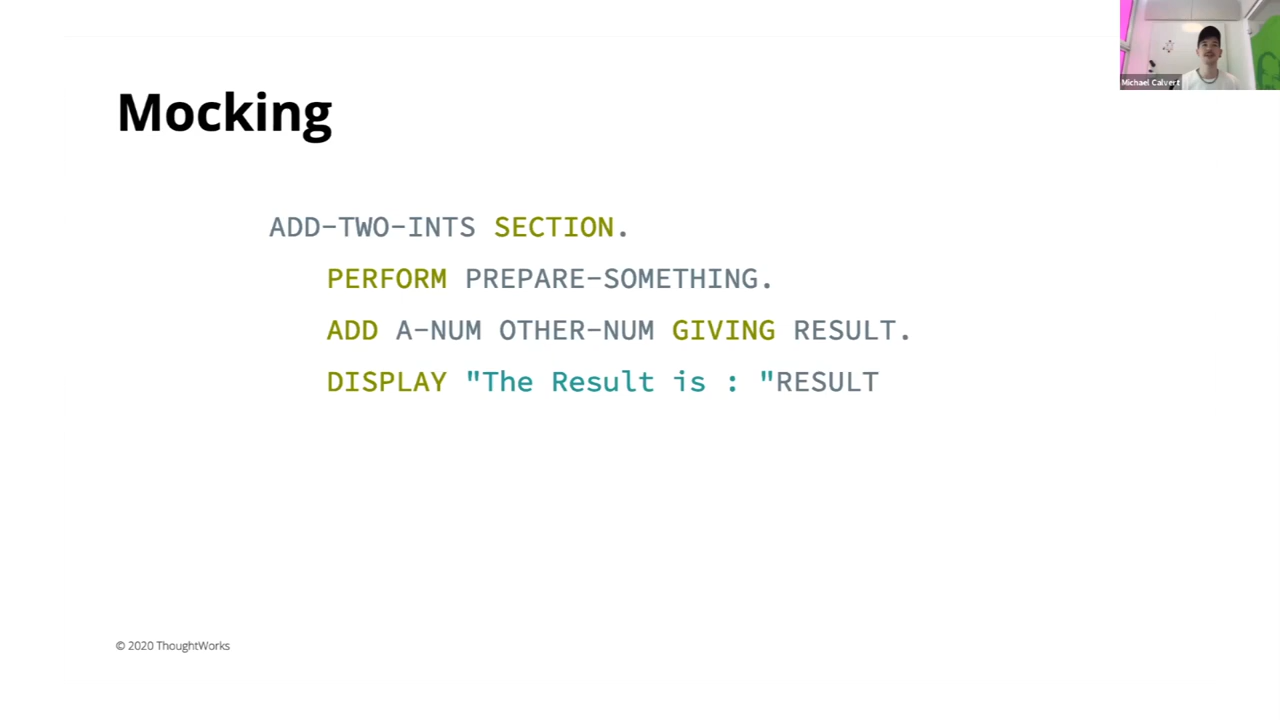 Mocking
Michael Calvert
ADD-TWO-INTS SECTION.
PERFORM PREPARE-SOMETHING.
ADD A-NUM OTHER-NUM GIVING RESULT.
DISPLAY "The Result is : "RESULT
© 2020 ThoughtWorks